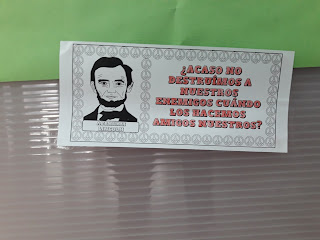 ¿ACASO NO
DESTRUÍMOS A
NUESTROS
ENEMIGOS CUÁNDO
LOS HACEMOS
AMIGOS NUESTROS?